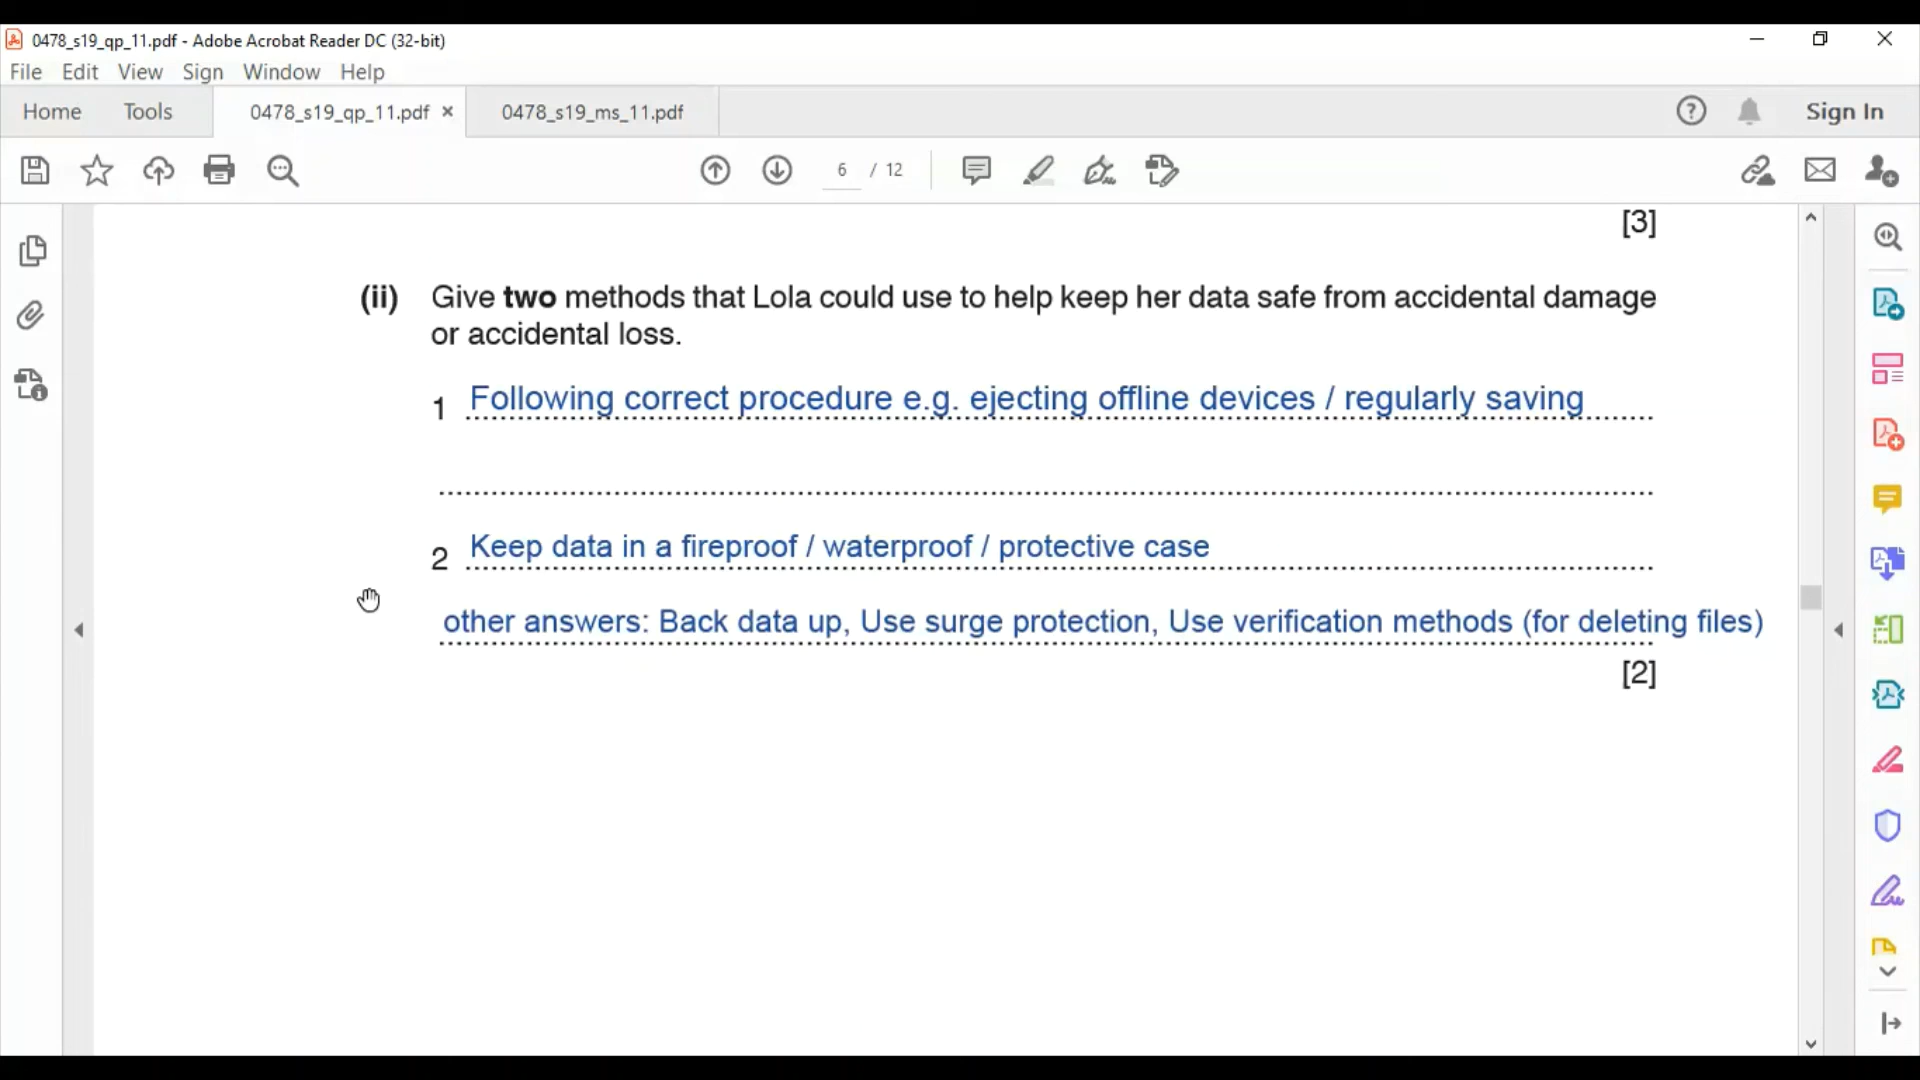 0478_s19_qp_11.pdf - Adobe Acrobat Reader DC (32-bit)
File Edit View Sign Window Help
Home Tools 0478_s19_qp_11.pdf × 0478_s19_ms_11.pdf Sign In
6 / 12
[3]
(ii) Give two methods that Lola could use to help keep her data safe from accidental damage
or accidental loss.
1 Following correct procedure e.g. ejecting offline devices / regularly saving
2 Keep data in a fireproof / waterproof / protective case
other answers: Back data up, Use surge protection, Use verification methods (for deleting files)
[2]